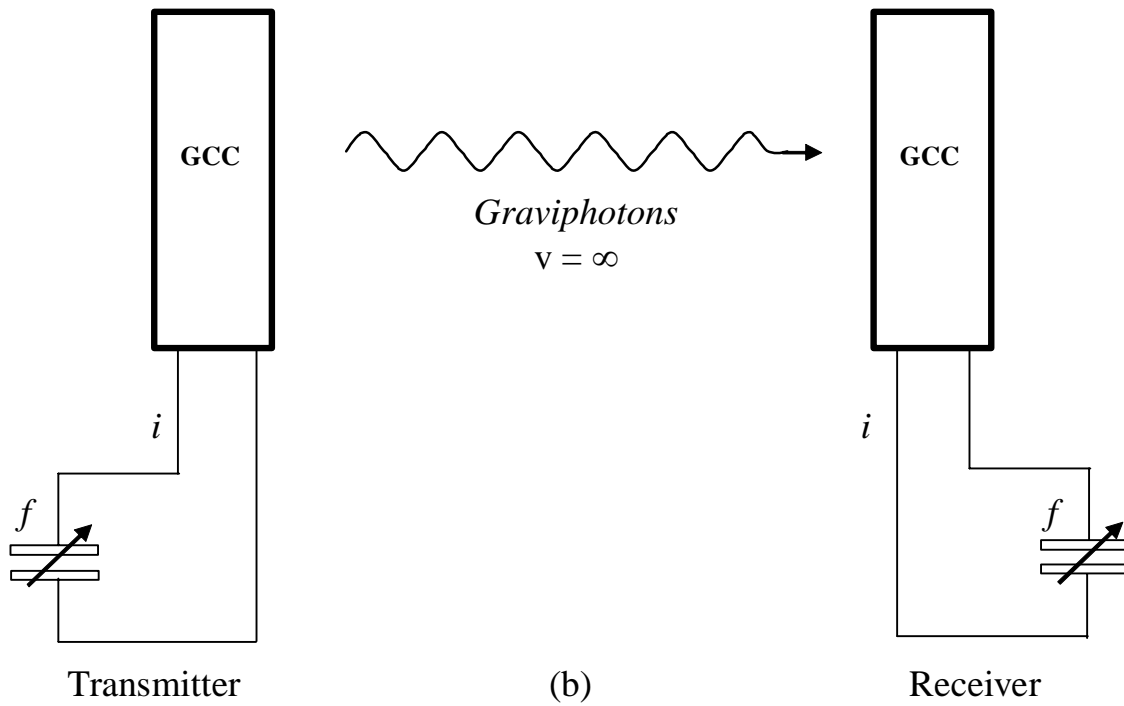 GCC
GCC
Graviphotons
v = ∞
i
i
f
f
Transmitter
(b)
Receiver